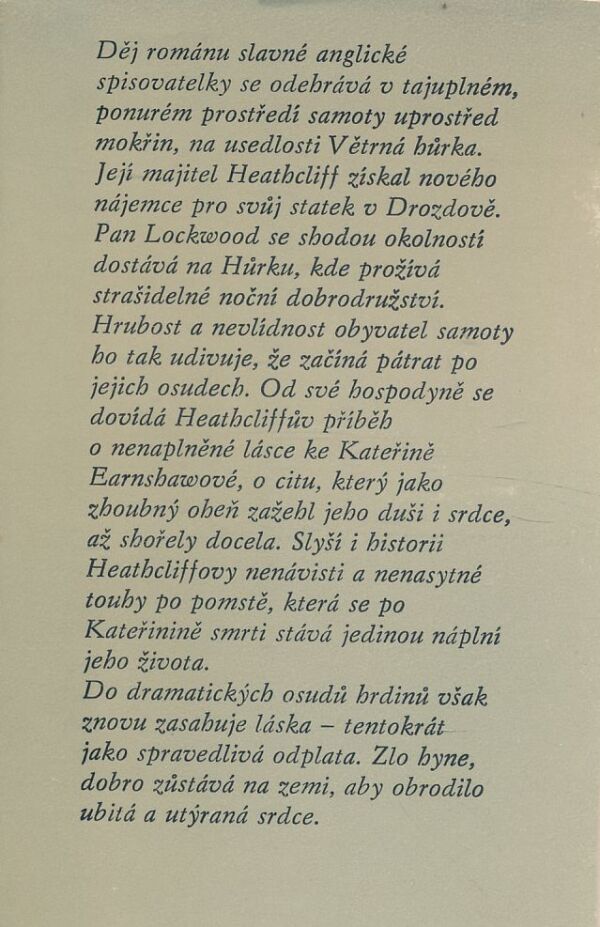 Děj románu slavné anglické
spisovatelky se odehrává v tajuplném,
ponurém prostředí samoty uprostřed
mokřin, na usedlosti Větrná hůrka.
Její majitel Heathcliff získal nového
nájemce pro svůj statek v Drozdově.
Pan Lockwood se shodou okolností
dostává na Hůrku, kde prožívá
strašidelné noční dobrodružství.
Hrubost a nevlídnost obyvatel samoty
ho tak udivuje, že začíná pátrat po
jejich osudech. Od své hospodyně se
dovídá Heathcliffův příběh
o nenaplněné lásce ke Kateřině
Earnshawové, o citu, který jako
zhoubný oheň zažehl jeho duši i srdce,
až shořely docela. Slyší i historii
Heathcliffovy nenávisti a nenasytné
touhy po pomstě, která se po
Kateřinině smrti stává jedinou náplní
jeho života.
Do dramatických osudů hrdinů však
znovu zasahuje láska – tentokrát
jako spravedlivá odplata. Zlo hyne,
dobro zůstává na zemi, aby obrodilo
ubitá a utýraná srdce.